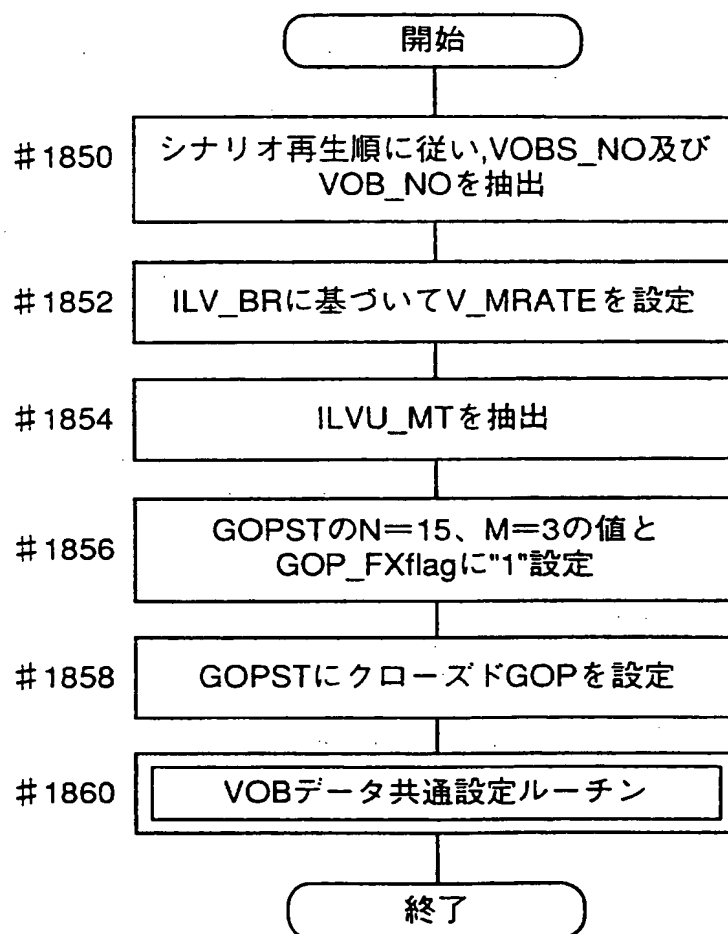 開始
#1850
シナリオ再生順に従い,VOBS_NO及び
VOB_NOを抽出
#1852
ILV_BRに基づいてV_MRATEを設定
#1854
ILVU_MTを抽出
#1856
GOPSTのN=15、M=3の値と
GOP_FXflagに"1"設定
#1858
GOPSTにクローズドGOPを設定
#1860
VOBデータ共通設定ルーチン
終了